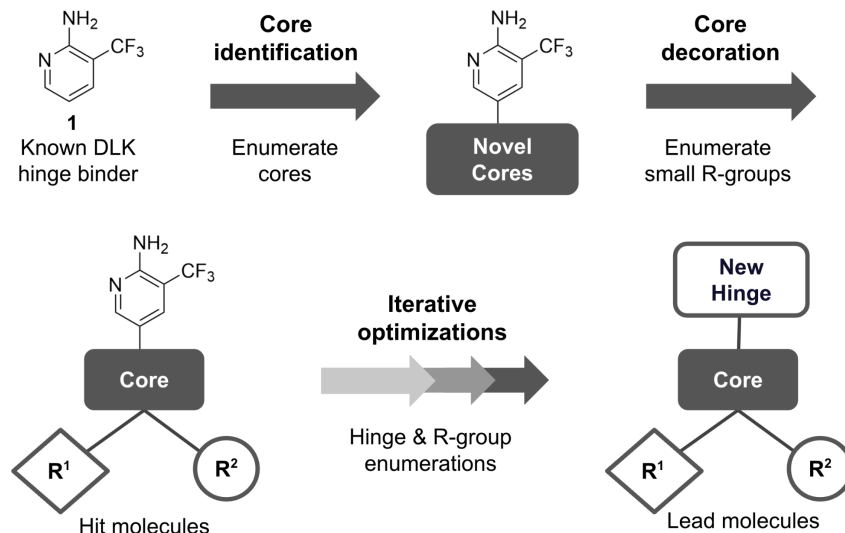 NH₂
CF₃
N
1
Known DLK
hinge binder
Core
identification
Enumerate
cores
NH₂
CF₃
N
Novel
Cores
Core
decoration
Enumerate
small R-groups
NH₂
CF₃
N
Core
R¹
R²
Hit molecules
Iterative
optimizations
Hinge & R-group
enumerations
New
Hinge
Core
R¹
R²
Lead molecules